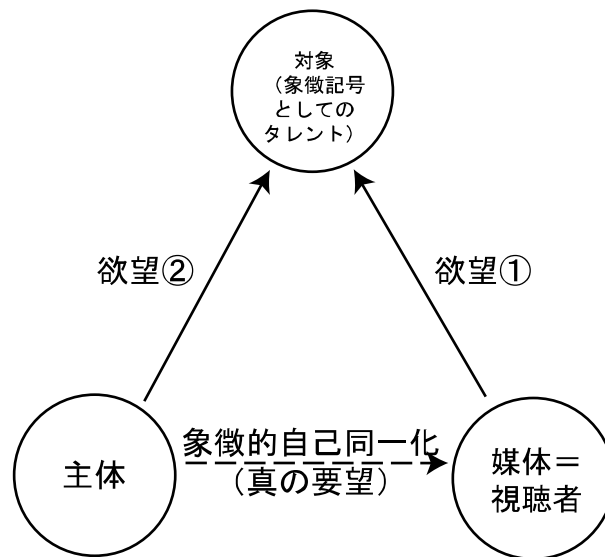 対象
（象徴記号
としての
タレント）
欲望②
欲望①
主体
象徴的自己同一化
（真の要望）
媒体＝
視聴者